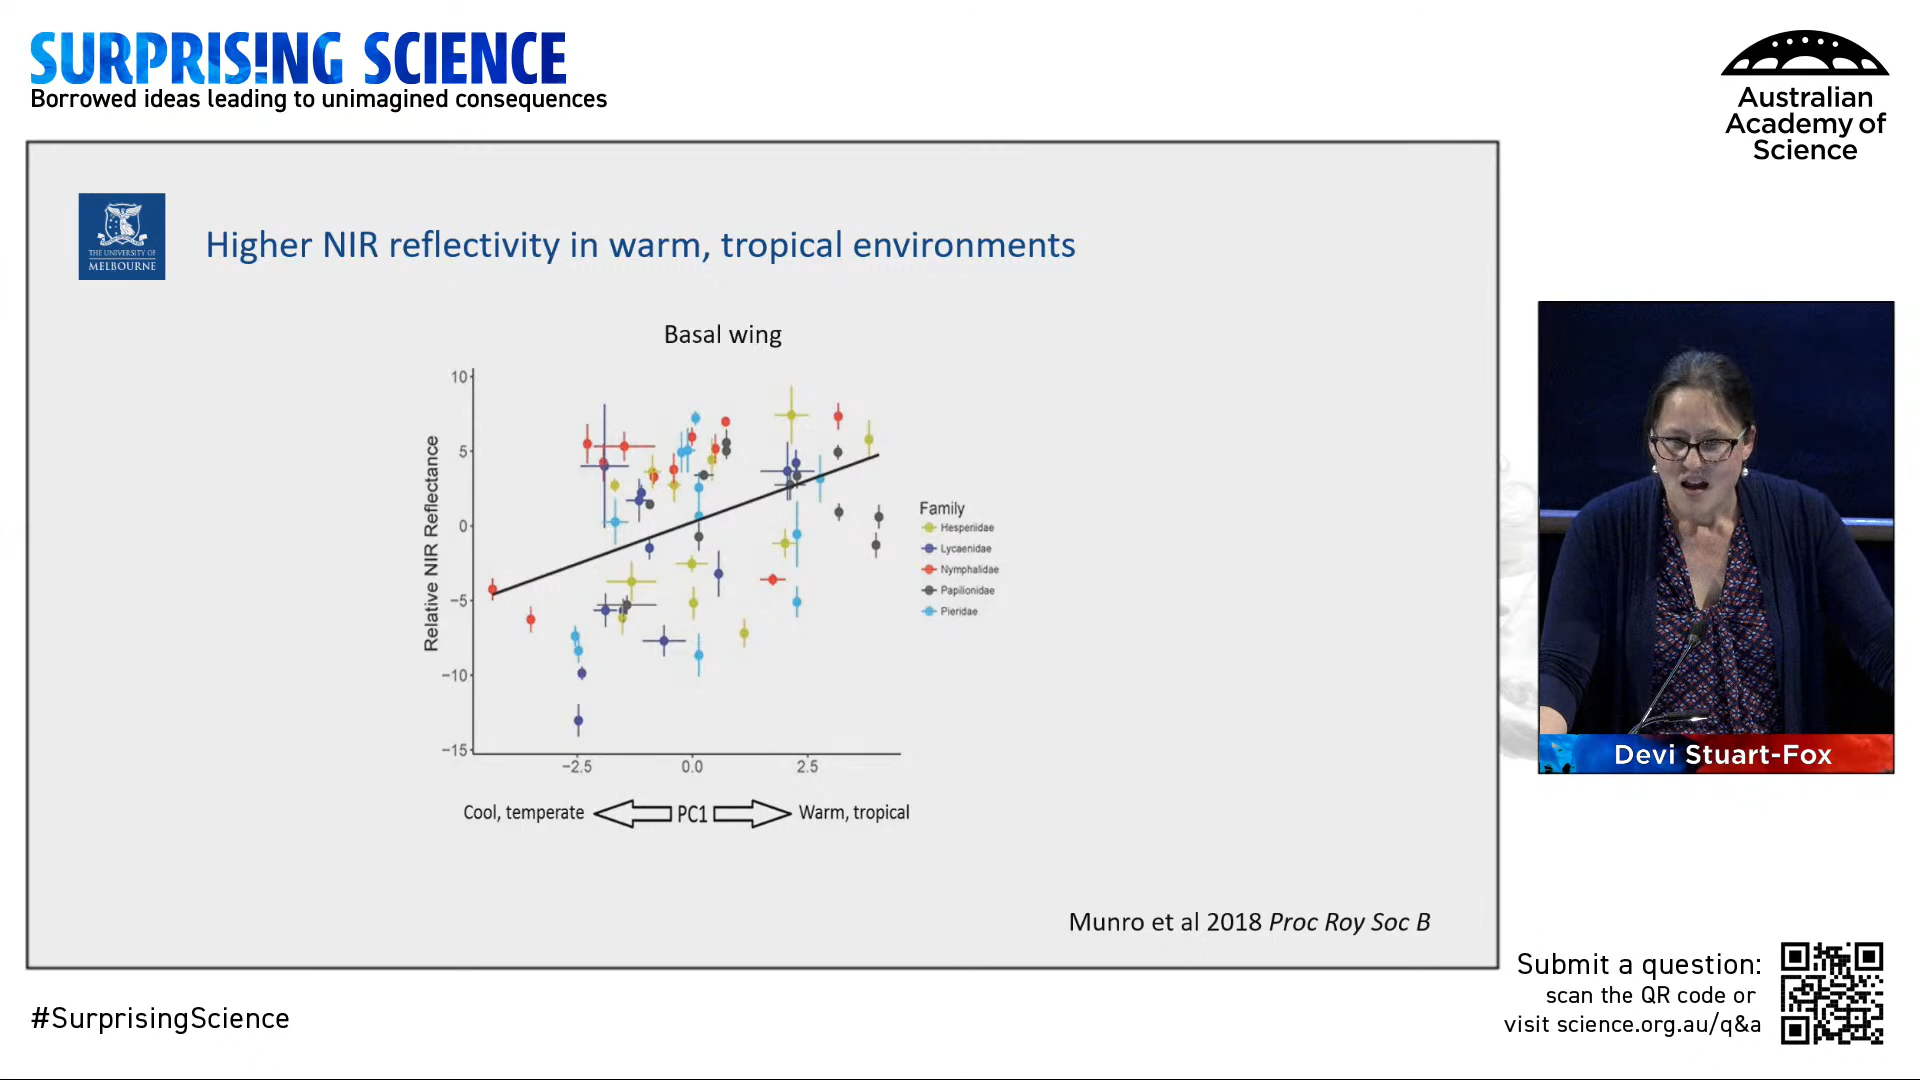 SURPRIS!NG SCIENCE
Borrowed ideas leading to unimagined consequences
Australian
Academy of
Science
THE UNIVERSITY OF
MELBOURNE
Higher NIR reflectivity in warm, tropical environments
Basal wing
Relative NIR Reflectance
10
5
0
−5
−10
−15
−2.5 0.0 2.5
Cool, temperate PC1 Warm, tropical
Family
Hesperiidae
Lycaenidae
Nymphalidae
Papilionidae
Pieridae
Munro et al 2018 Proc Roy Soc B
Devi Stuart-Fox
#SurprisingScience
Submit a question:
scan the QR code or
visit science.org.au/q&a